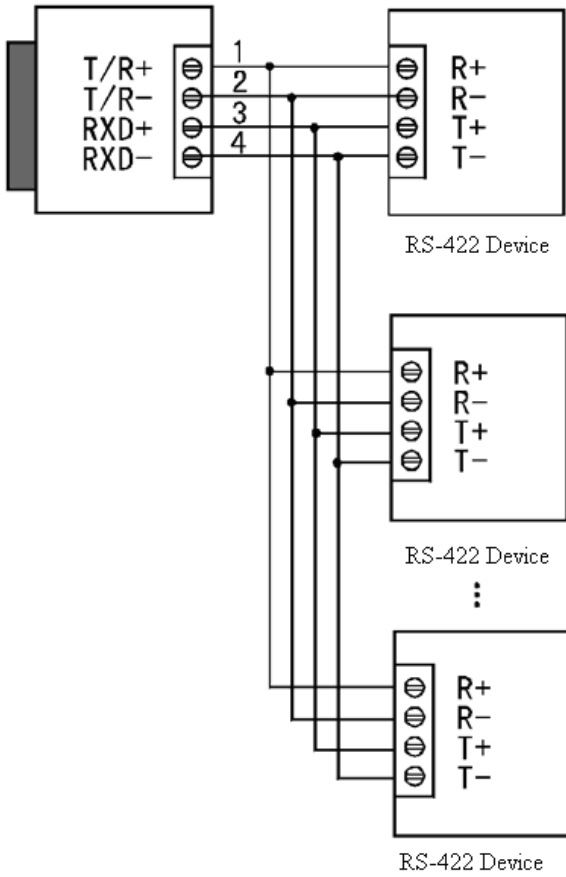 T/R+
T/R-
RXD+
RXD-
1
2
3
4
R+
R-
T+
T-
RS-422 Device
R+
R-
T+
T-
RS-422 Device
⋮
R+
R-
T+
T-
RS-422 Device